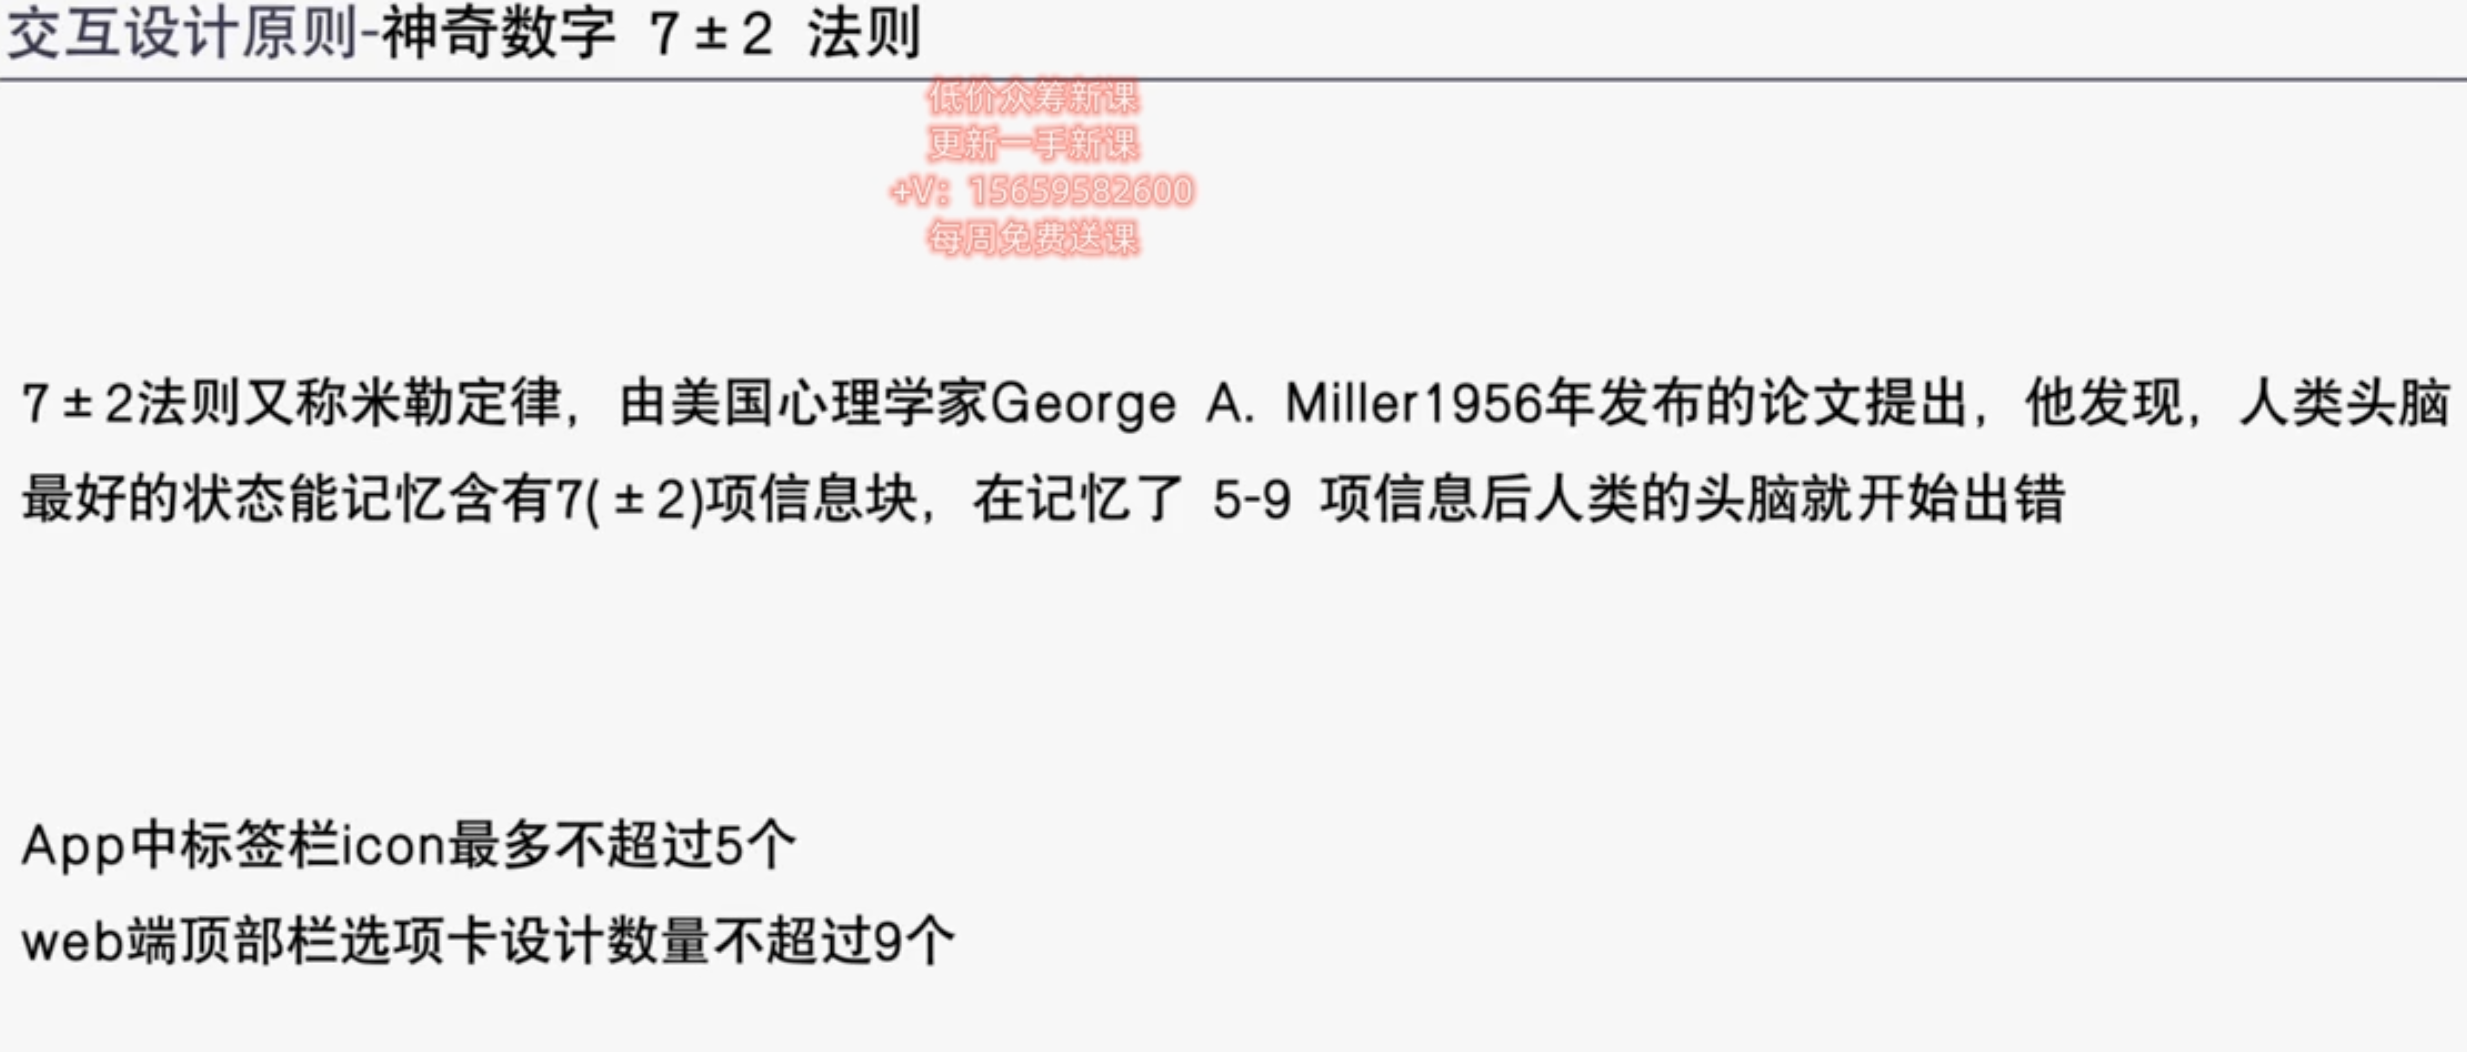 交互设计原则-神奇数字 7±2 法则
低价众筹新课
更新一手新课
+V：15659582600
每周免费送课
7±2法则又称米勒定律，由美国心理学家George A. Miller1956年发布的论文提出，他发现，人类头脑
最好的状态能记忆含有7(±2)项信息块，在记忆了 5-9 项信息后人类的头脑就开始出错
App中标签栏icon最多不超过5个
web端顶部栏选项卡设计数量不超过9个